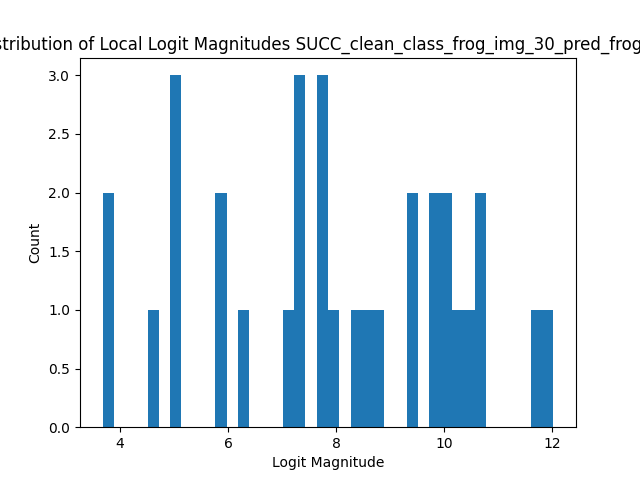 stribution of Local Logit Magnitudes SUCC_clean_class_frog_img_30_pred_frog
3.0
2.5
2.0
1.5
1.0
0.5
0.0
Count
4 6 8 10 12
Logit Magnitude